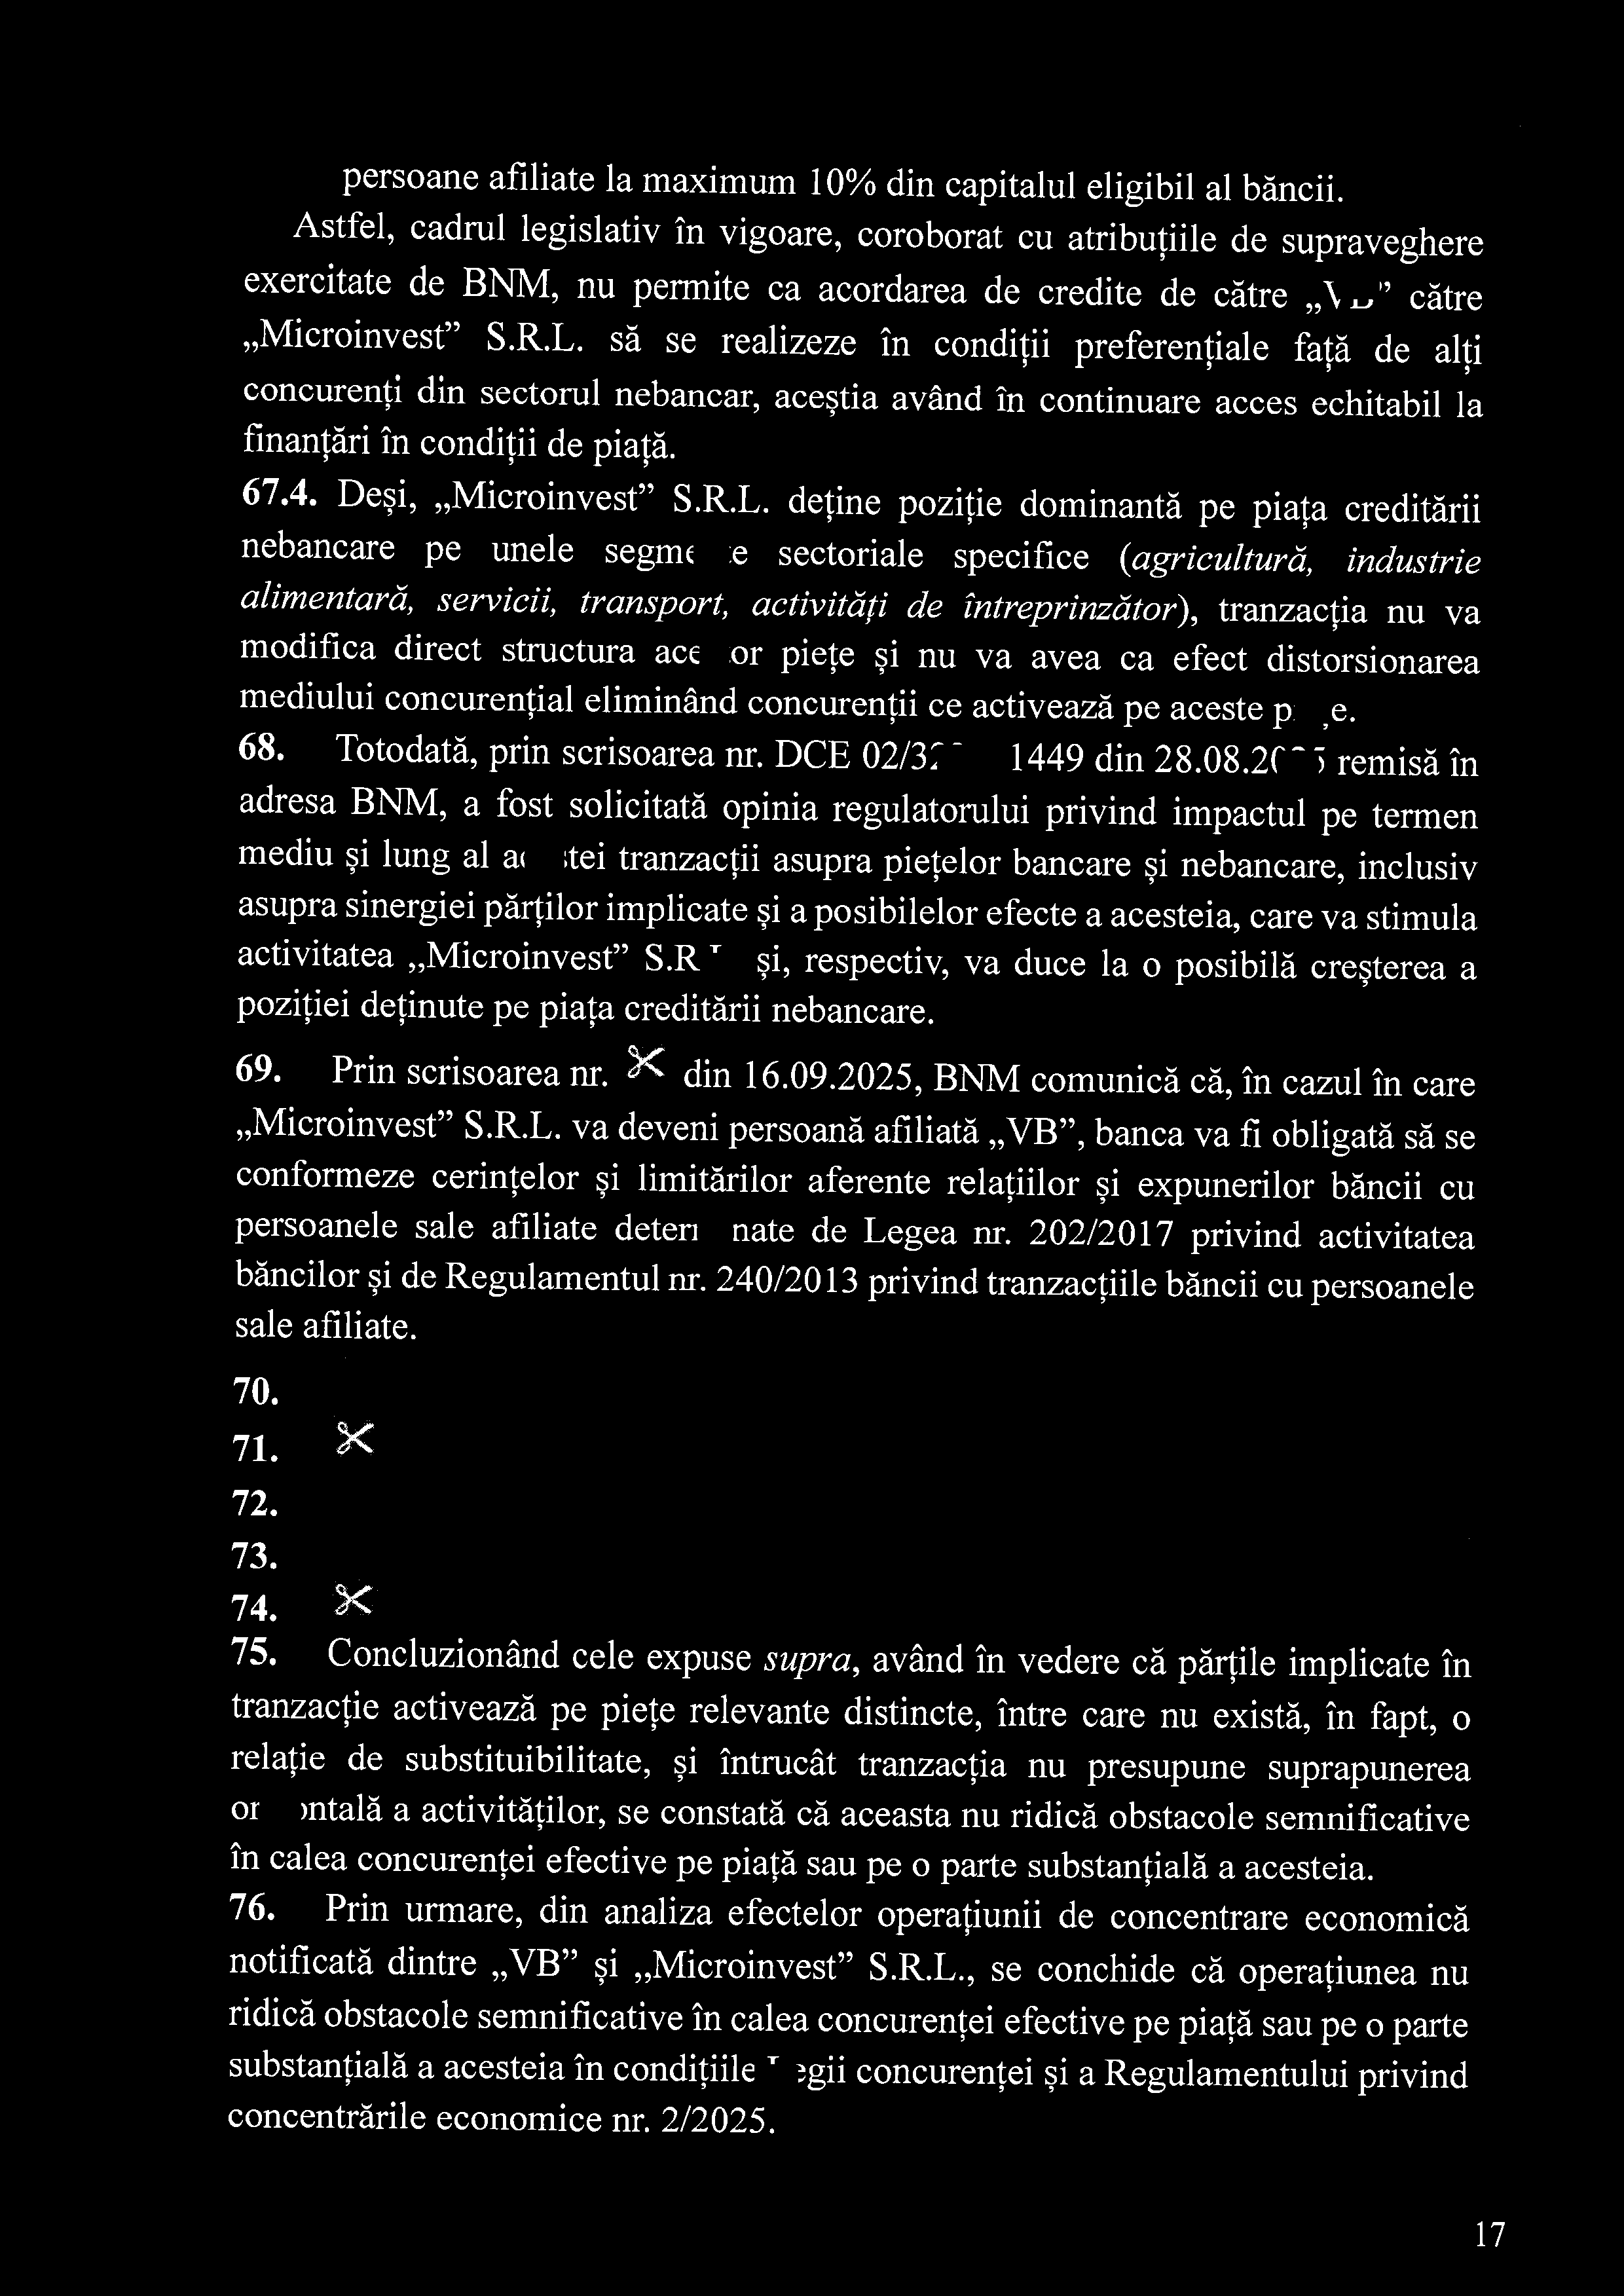 persoane afiliate la maximum 10% din capitalul eligibil al băncii.
Astfel, cadrul legislativ în vigoare, coroborat cu atribuțiile de supraveghere
exercitate de BNM, nu permite ca acordarea de credite de către către
„Microinvest” S.R.L. să se realizeze în condiții preferențiale față de alți
concurenți din sectorul nebancar, aceștia având în continuare acces echitabil la
finanțări în condiții de piață.
67.4. Deși, „Microinvest” S.R.L. deține poziție dominantă pe piața creditării
nebancare pe unele sectoriale specifice (agricultură, industrie
alimentară, servicii, transport, activități de întreprinzător), tranzacția nu va
modifica direct structura piețe și nu va avea ca efect distorsionarea
mediului concurențial eliminând concurenții ce activează pe aceste
68. Totodată, prin scrisoarea nr. DCE 1449 din remisă în
adresa BNM, a fost solicitată opinia regulatorului privind impactul pe termen
mediu și lung al tranzacții asupra piețelor bancare și nebancare, inclusiv
asupra sinergiei părților implicate și a posibilelor efecte a acesteia, care va stimula
activitatea „Microinvest” și, respectiv, va duce la o posibilă creșterea a
poziției deținute pe piața creditării nebancare.
69. Prin scrisoarea nr. ✂ din 16.09.2025, BNM comunică că, în cazul în care
„Microinvest” S.R.L. va deveni persoană afiliată „VB”, banca va fi obligată să se
conformeze cerințelor și limitărilor aferente relațiilor și expunerilor băncii cu
persoanele sale afiliate de Legea nr. 202/2017 privind activitatea
băncilor și de Regulamentul nr. 240/2013 privind tranzacțiile băncii cu persoanele
sale afiliate.
70.
71. ✂
72.
73.
74. ✂
75. Concluzionând cele expuse supra, având în vedere că părțile implicate în
tranzacție activează pe piețe relevante distincte, între care nu există, în fapt, o
relație de substituibilitate, și întrucât tranzacția nu presupune suprapunerea
a activităților, se constată că aceasta nu ridică obstacole semnificative
în calea concurenței efective pe piață sau pe o parte substanțială a acesteia.
76. Prin urmare, din analiza efectelor operațiunii de concentrare economică
notificată dintre „VB” și „Microinvest” S.R.L., se conchide că operațiunea nu
ridică obstacole semnificative în calea concurenței efective pe piață sau pe o parte
substanțială a acesteia în condițiile concurenței și a Regulamentului privind
concentrările economice nr. 2/2025.
17